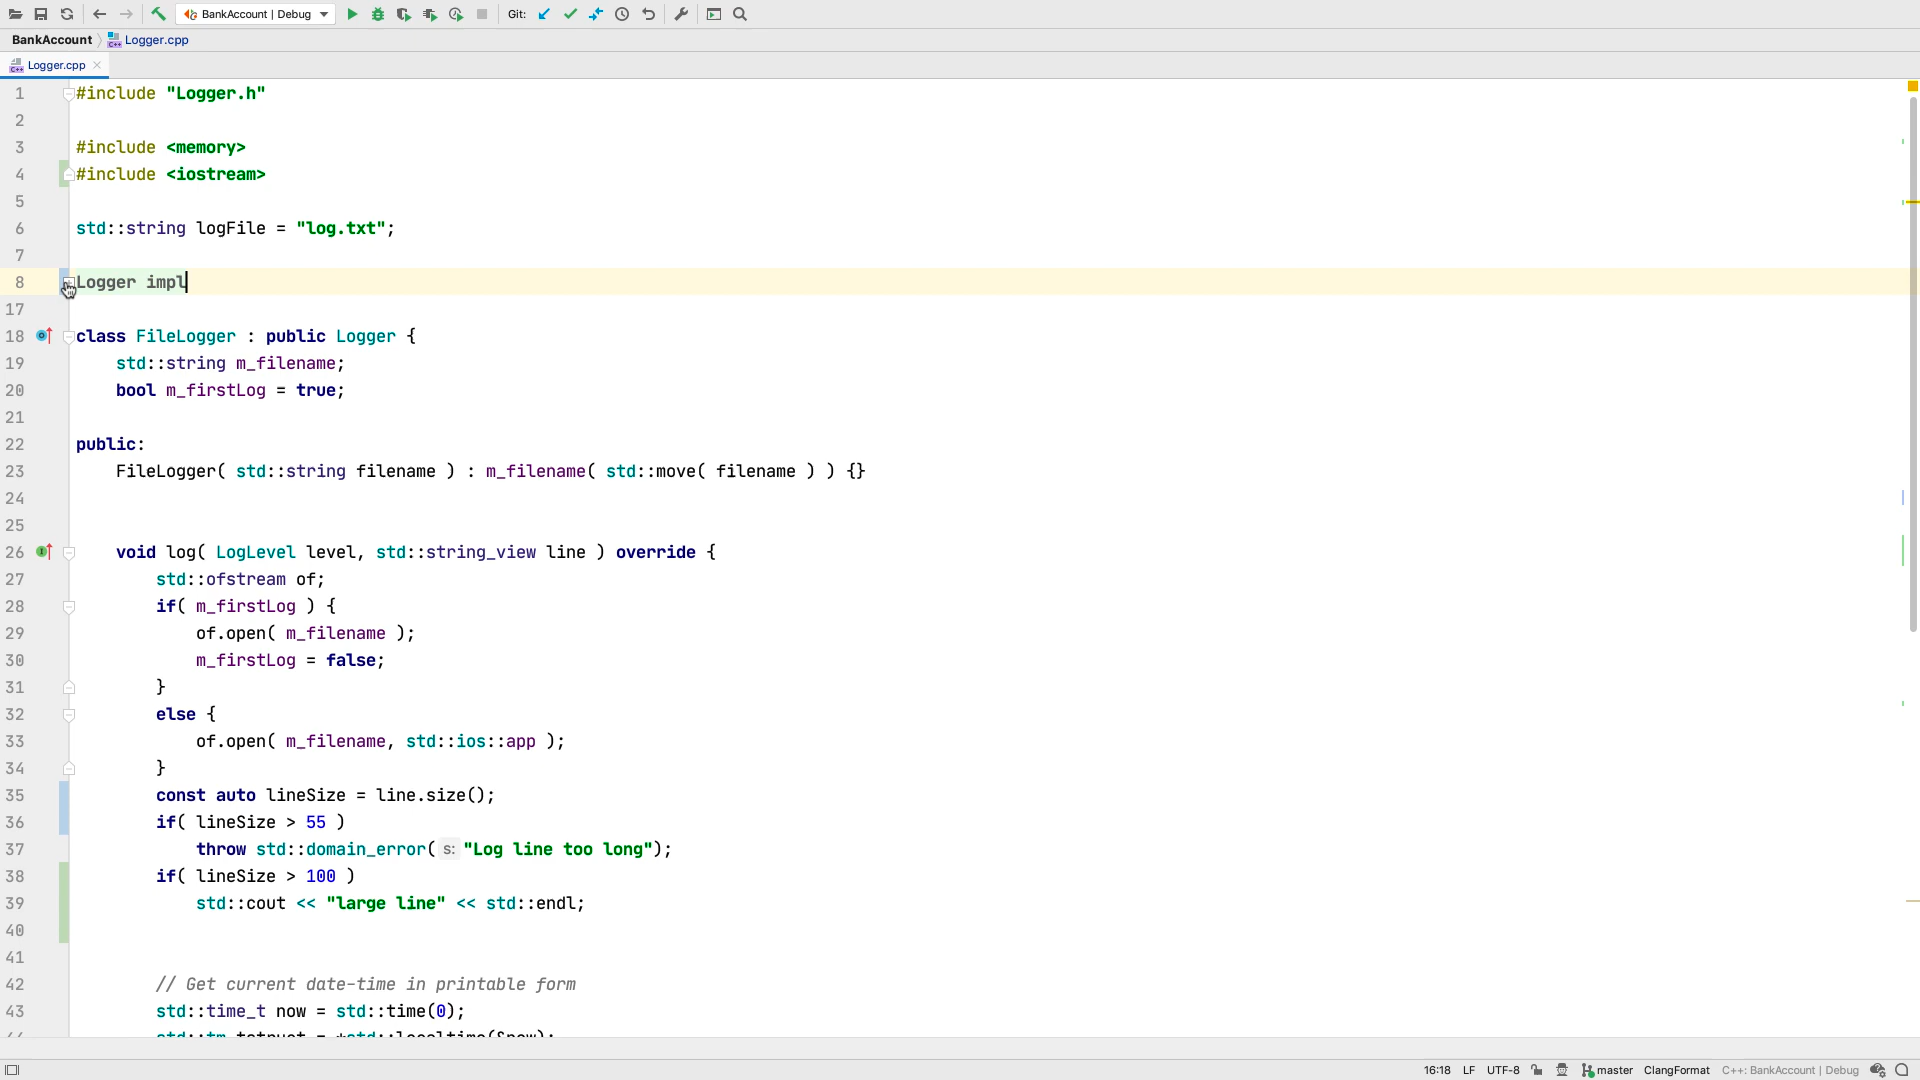 BankAccount | Debug Git:
BankAccount Logger.cpp
Logger.cpp
1 #include "Logger.h"
2
3 #include <memory>
4 #include <iostream>
5
6 std::string logFile = "log.txt";
7
8 Logger impl
17
18 class FileLogger : public Logger {
19 std::string m_filename;
20 bool m_firstLog = true;
21
22 public:
23 FileLogger( std::string filename ) : m_filename( std::move( filename ) ) {}
24
25
26 void log( LogLevel level, std::string_view line ) override {
27 std::ofstream of;
28 if( m_firstLog ) {
29 of.open( m_filename );
30 m_firstLog = false;
31 }
32 else {
33 of.open( m_filename, std::ios::app );
34 }
35 const auto lineSize = line.size();
36 if( lineSize > 55 )
37 throw std::domain_error( s: "Log line too long");
38 if( lineSize > 100 )
39 std::cout << "large line" << std::endl;
40
41
42 // Get current date-time in printable form
43 std::time_t now = std::time(0);
16:18 LF UTF-8 master ClangFormat C++: BankAccount | Debug